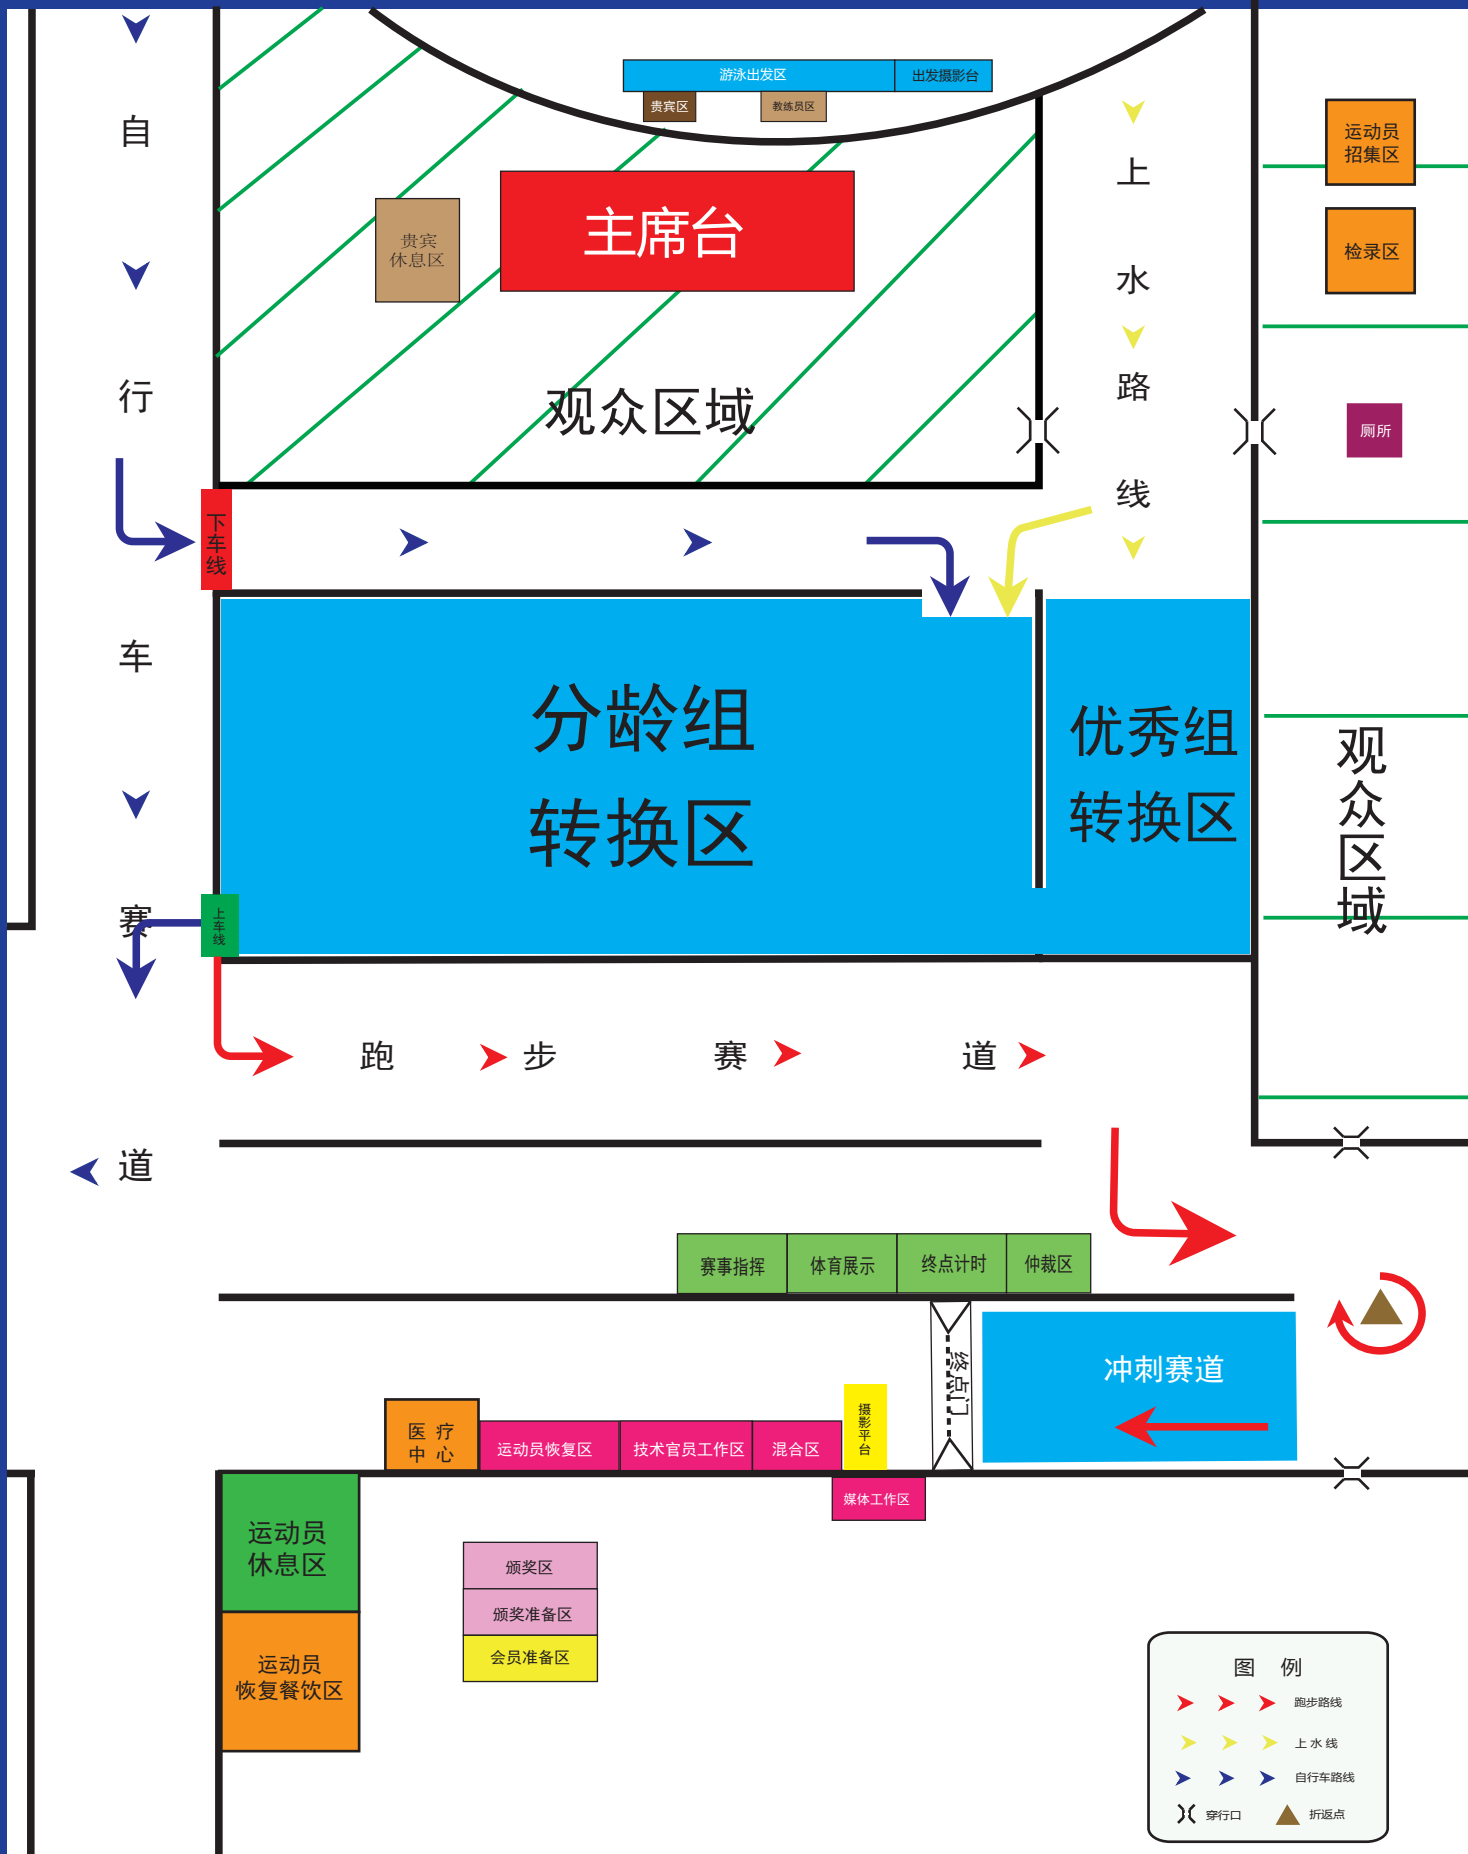 游泳出发区
出发摄影台
贵宾区
教练员区
主席台
贵宾
休息区
观众区域
自
行
车
赛
道
上
水
路
线
运动员
招集区
检录区
厕所
下
车
线
分龄组
转换区
优秀组
转换区
观
众
区
域
上
车
线
跑 步 赛 道
赛事指挥
体育展示
终点计时
仲裁区
终点门
冲刺赛道
医 疗
中 心
运动员恢复区
技术官员工作区
混合区
摄
影
平
台
媒体工作区
运动员
休息区
运动员
恢复餐饮区
颁奖区
颁奖准备区
会员准备区
图 例
跑步路线
上 水 线
自行车路线
穿行口
折返点